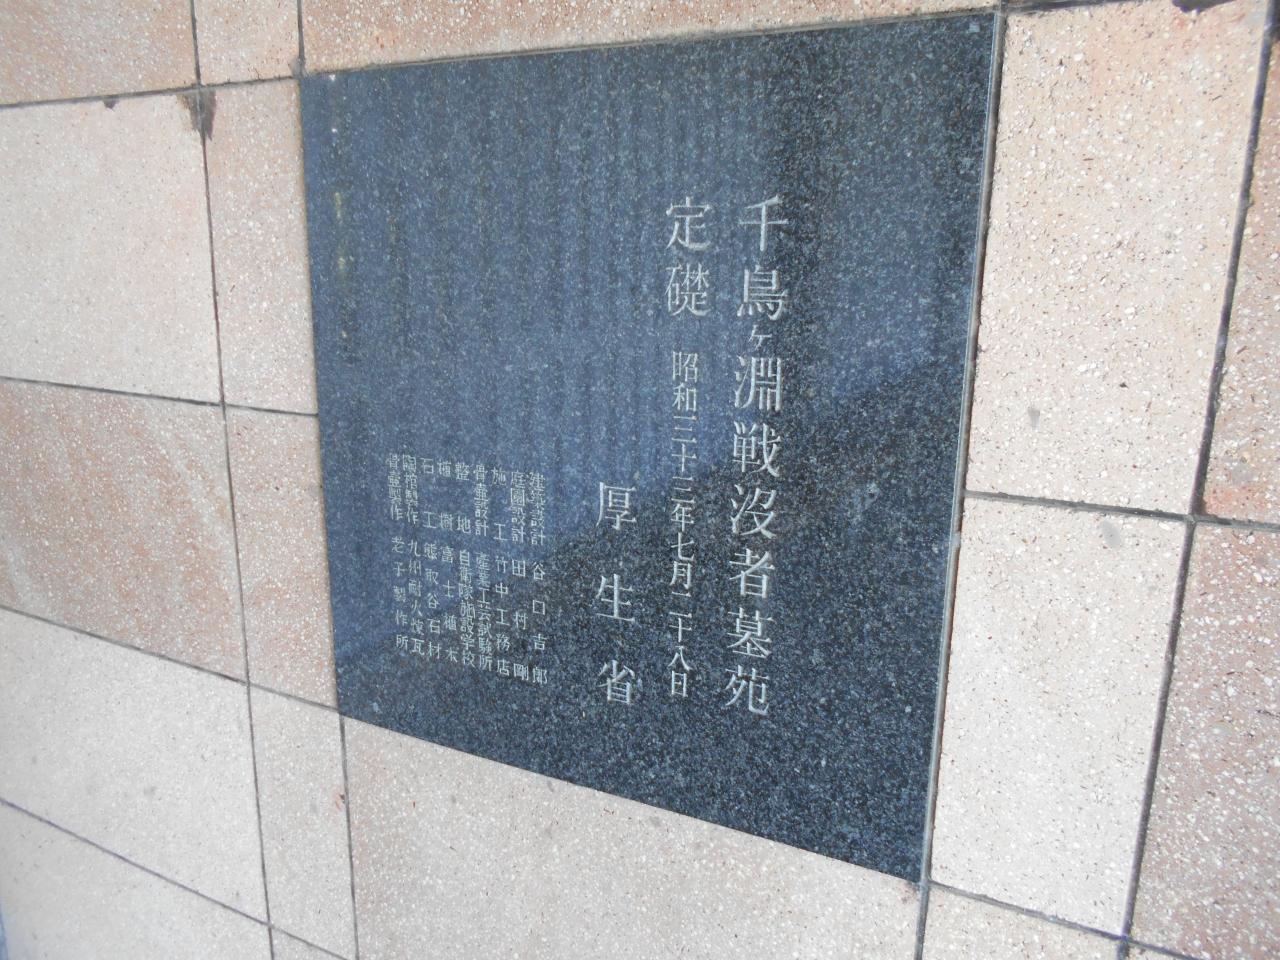 千鳥ヶ淵戦没者墓苑
定礎 昭和三十三年七月二十八日
厚生省
建築設計 谷口吉郎
庭園設計 田村剛
施工 竹中工務店
骨壷設計 産業工芸試験所
整地 自衛隊施設学校
植樹 富士植木
石工 熊取谷石材
陶棺製作 九州耐火煉瓦
骨壷製作 老子製作所